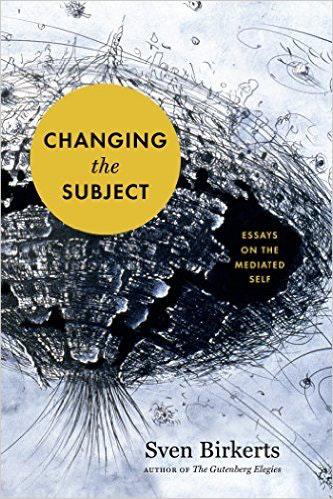 CHANGING
the
SUBJECT
ESSAYS
ON THE
MEDIATED
SELF
Sven Birkerts
AUTHOR OF The Gutenberg Elegies